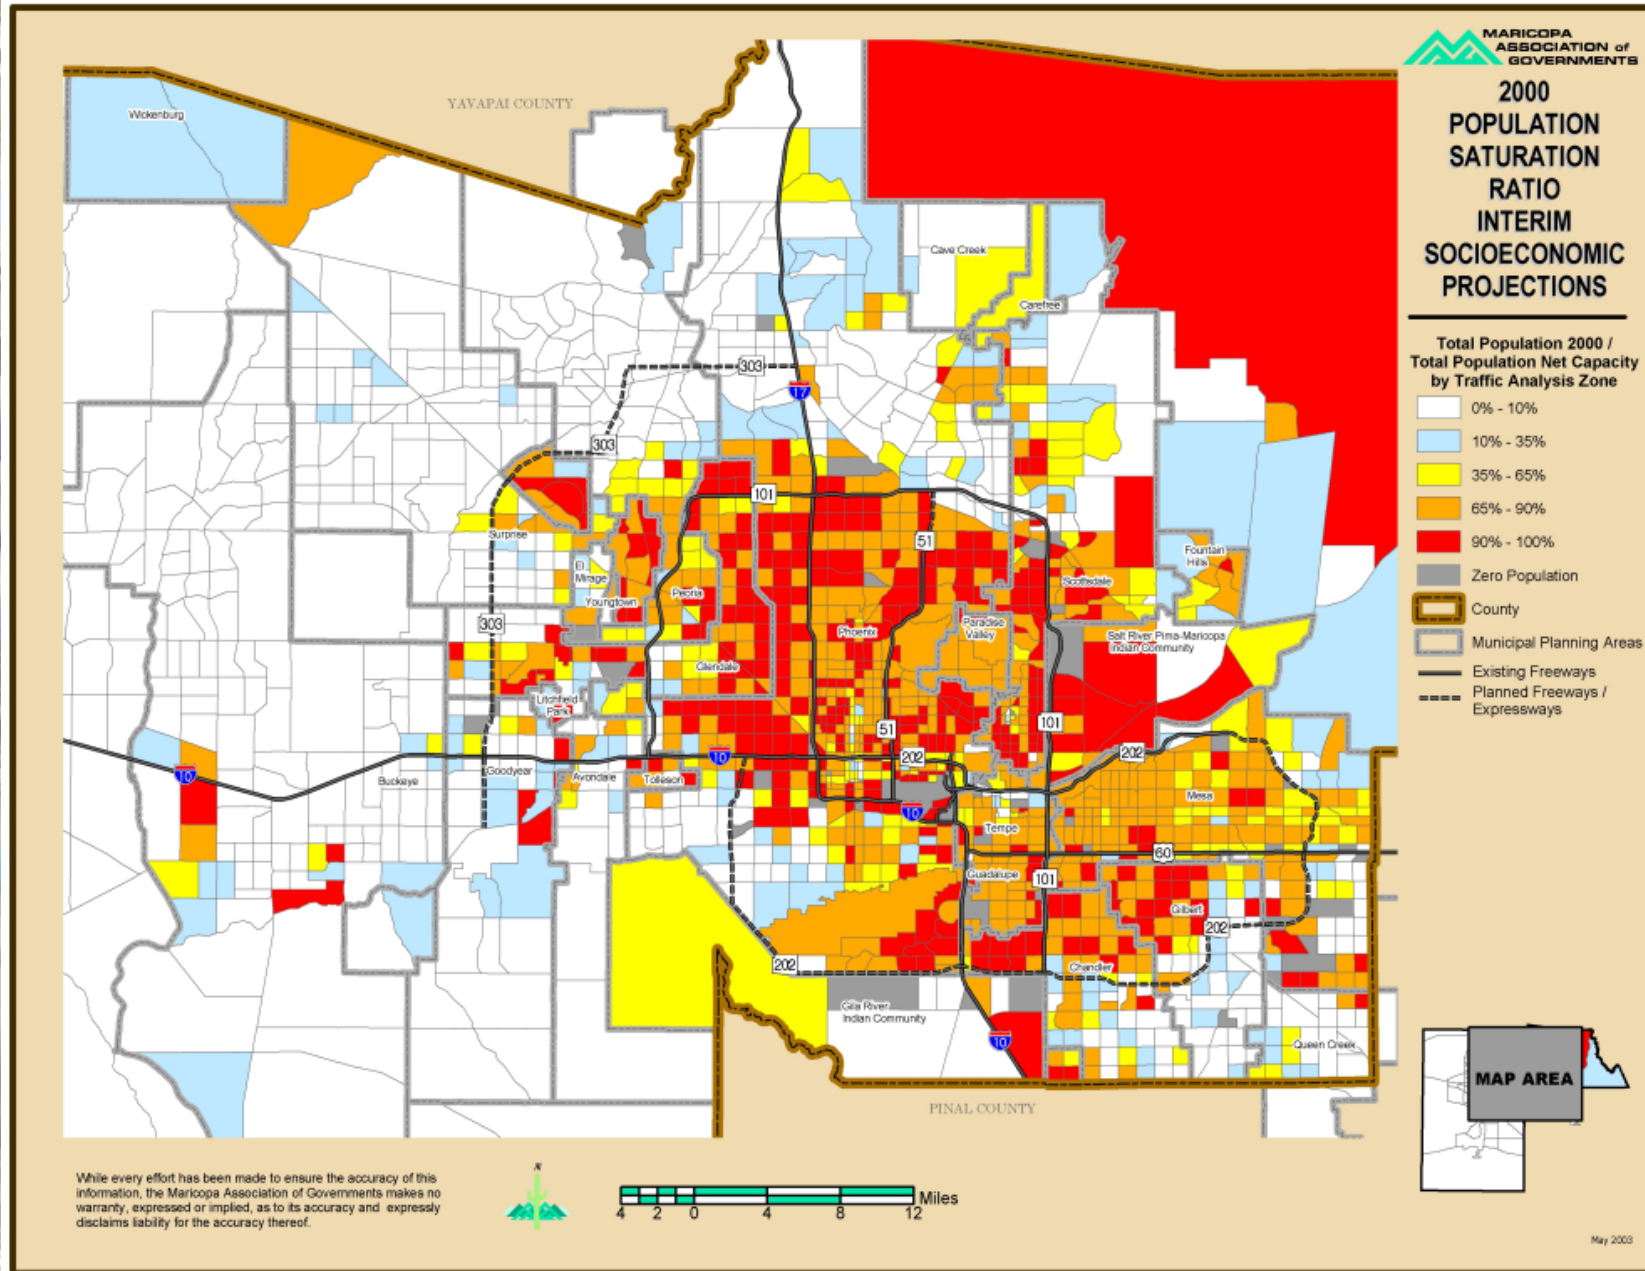 MARICOPA
ASSOCIATION of
GOVERNMENTS
2000
POPULATION
SATURATION
RATIO
INTERIM
SOCIOECONOMIC
PROJECTIONS
Total Population 2000 /
Total Population Net Capacity
by Traffic Analysis Zone
0% - 10%
10% - 35%
35% - 65%
65% - 90%
90% - 100%
Zero Population
County
Municipal Planning Areas
Existing Freeways
Planned Freeways /
Expressways
YAVAPAI COUNTY
Wickenburg
Cave Creek
Carefree
303
17
303
101
Surprise
51
El
Mirage
Fountain
Hills
Youngtown
Peoria
Scottsdale
303
Phoenix
Paradise
Valley
Salt River Pima-Maricopa
Indian Community
Glendale
Litchfield
Park
51
101
10
Buckeye
Goodyear
Avondale
Tolleson
10
202
202
Mesa
10
Tempe
60
Guadalupe
101
Gilbert
202
202
Chandler
Gila River
Indian Community
10
Queen Creek
PINAL COUNTY
MAP AREA
While every effort has been made to ensure the accuracy of this
information, the Maricopa Association of Governments makes no
warranty, expressed or implied, as to its accuracy and expressly
disclaims liability for the accuracy thereof.
N
4 2 0 4 8 12 Miles
May 2003